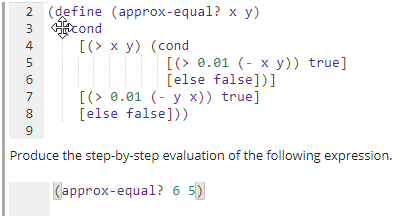 2 (define (approx-equal? x y)
3 cond
4 [(> x y) (cond
5 [(> 0.01 (- x y)) true]
6 [else false])]
7 [(> 0.01 (- y x)) true]
8 [else false]))
9
Produce the step-by-step evaluation of the following expression.
(approx-equal? 6 5)